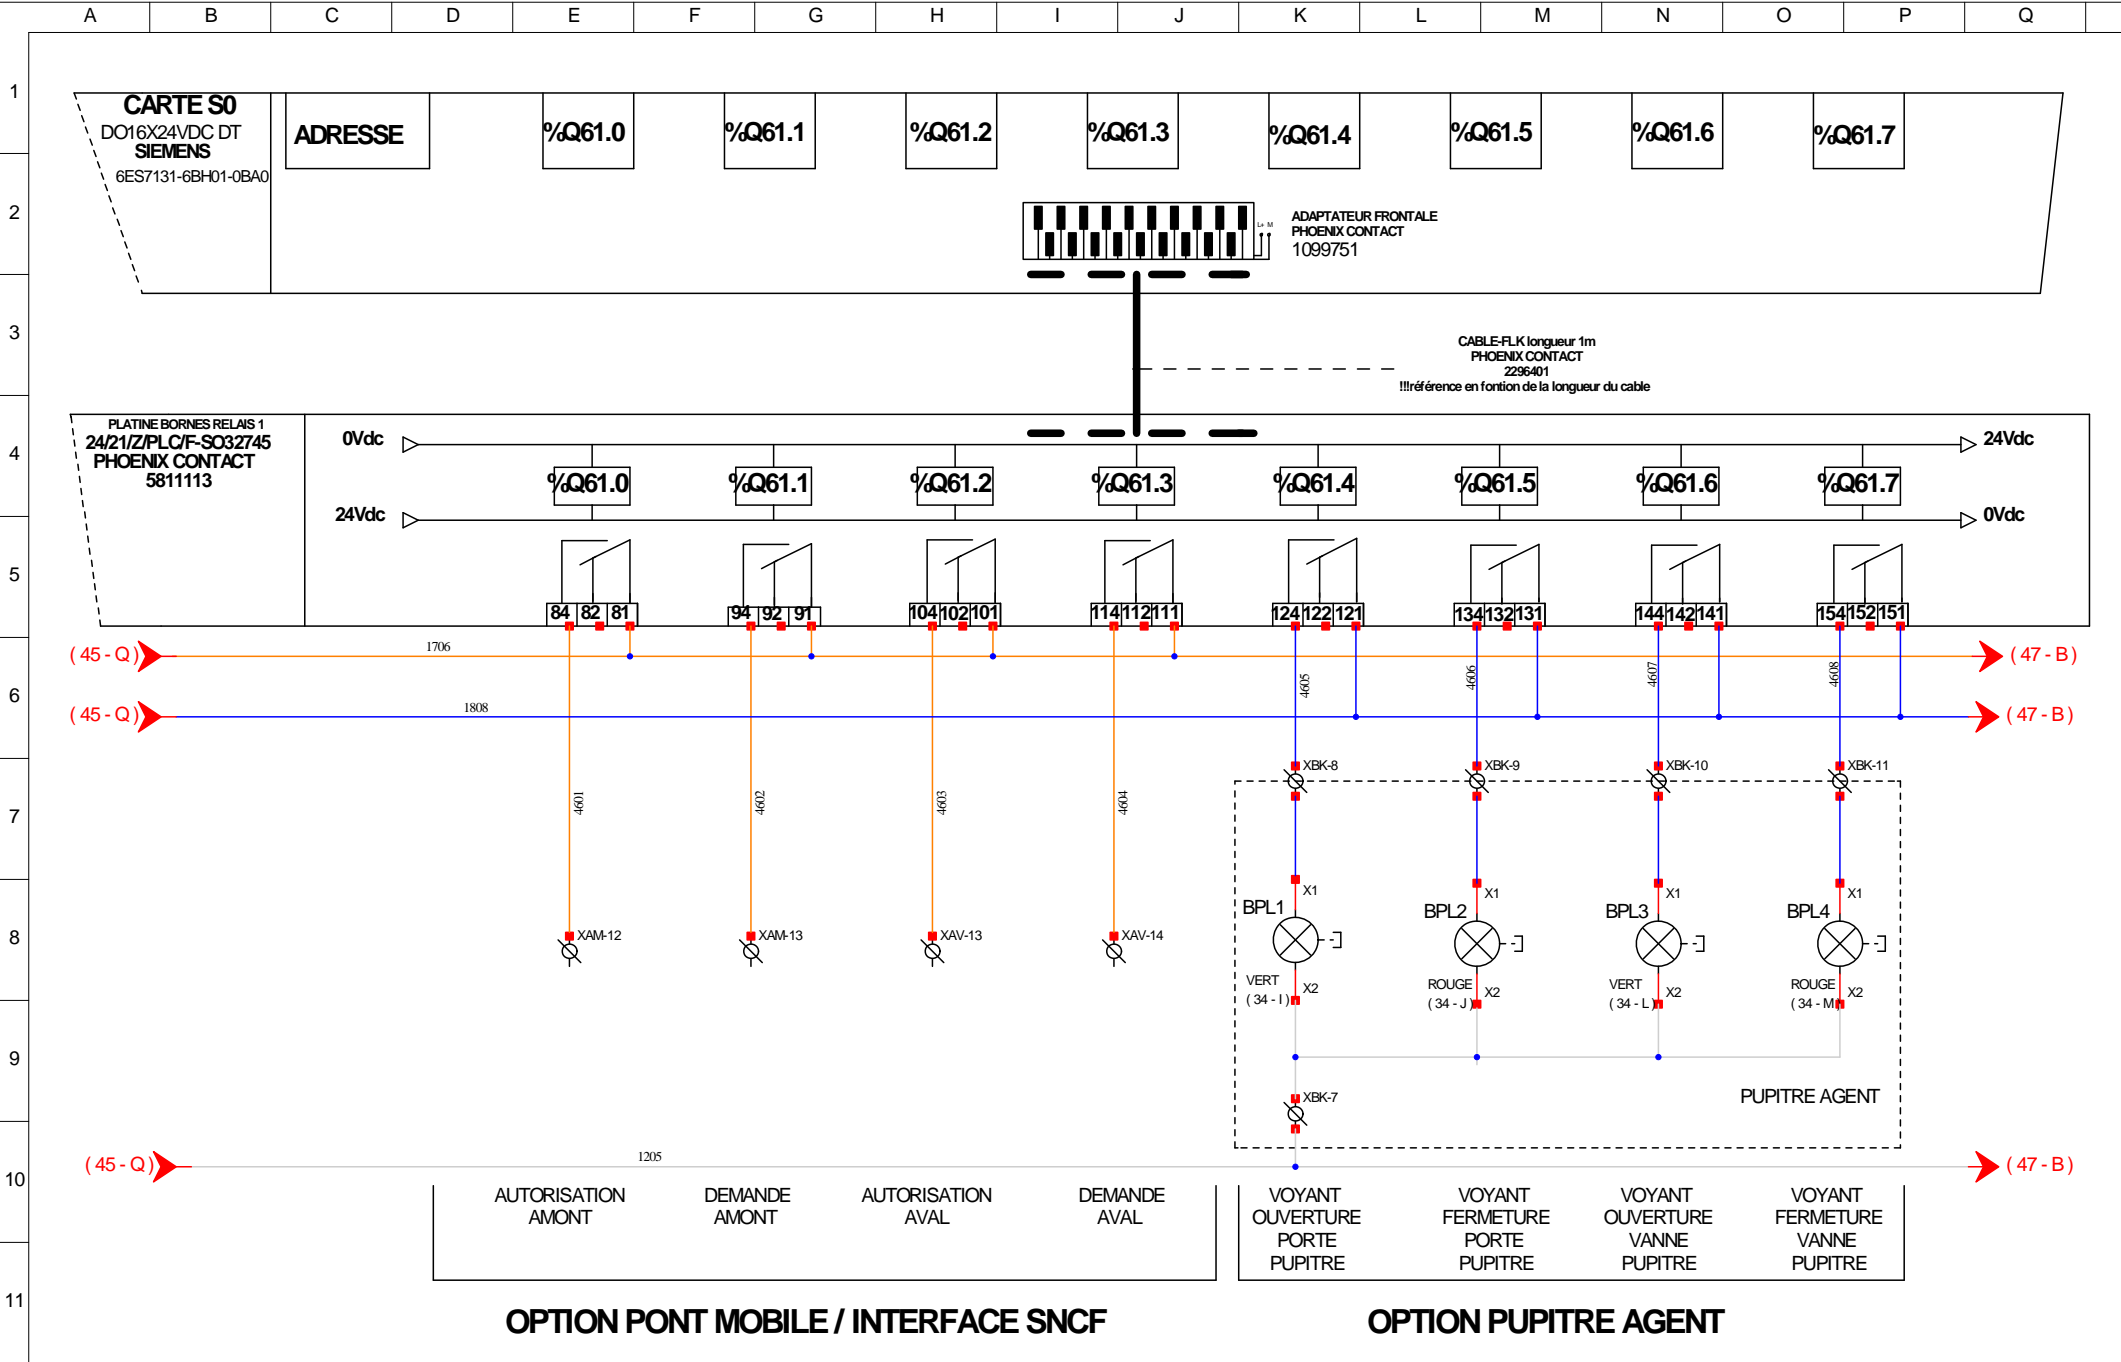 A B C D E F G H I J K L M N O P Q
1
CARTE S0
DO16X24VDC DT
SIEMENS
6ES7131-6BH01-0BA0
ADRESSE
%Q61.0 %Q61.1 %Q61.2 %Q61.3 %Q61.4 %Q61.5 %Q61.6 %Q61.7
2
L+ M
ADAPTATEUR FRONTALE
PHOENIX CONTACT
1099751
3
CABLE-FLK longueur 1m
PHOENIX CONTACT
2296401
!!!référence en fontion de la longueur du cable
4
PLATINE BORNES RELAIS 1
24/21/Z/PLC/F-SO32745
PHOENIX CONTACT
5811113
0Vdc 24Vdc
%Q61.0 %Q61.1 %Q61.2 %Q61.3 %Q61.4 %Q61.5 %Q61.6 %Q61.7
24Vdc 0Vdc
5
84 82 81 94 92 91 104 102 101 114 112 111 124 122 121 134 132 131 144 142 141 154 152 151
(45-Q) 1706 (47-B)
6
4605 4606 4607 4608
(45-Q) 1808 (47-B)
XBK-8 XBK-9 XBK-10 XBK-11
7
4601 4602 4603 4604
X1 X1 X1 X1
BPL1 BPL2 BPL3 BPL4
8
XAM-12 XAM-13 XAV-13 XAV-14
VERT ROUGE VERT ROUGE
(34-I) X2 (34-J) X2 (34-L) X2 (34-M) X2
9
XBK-7
PUPITRE AGENT
(45-Q) 1205 (47-B)
10
AUTORISATION
AMONT
DEMANDE
AMONT
AUTORISATION
AVAL
DEMANDE
AVAL
VOYANT
OUVERTURE
PORTE
PUPITRE
VOYANT
FERMETURE
PORTE
PUPITRE
VOYANT
OUVERTURE
VANNE
PUPITRE
VOYANT
FERMETURE
VANNE
PUPITRE
11
OPTION PONT MOBILE / INTERFACE SNCF
OPTION PUPITRE AGENT